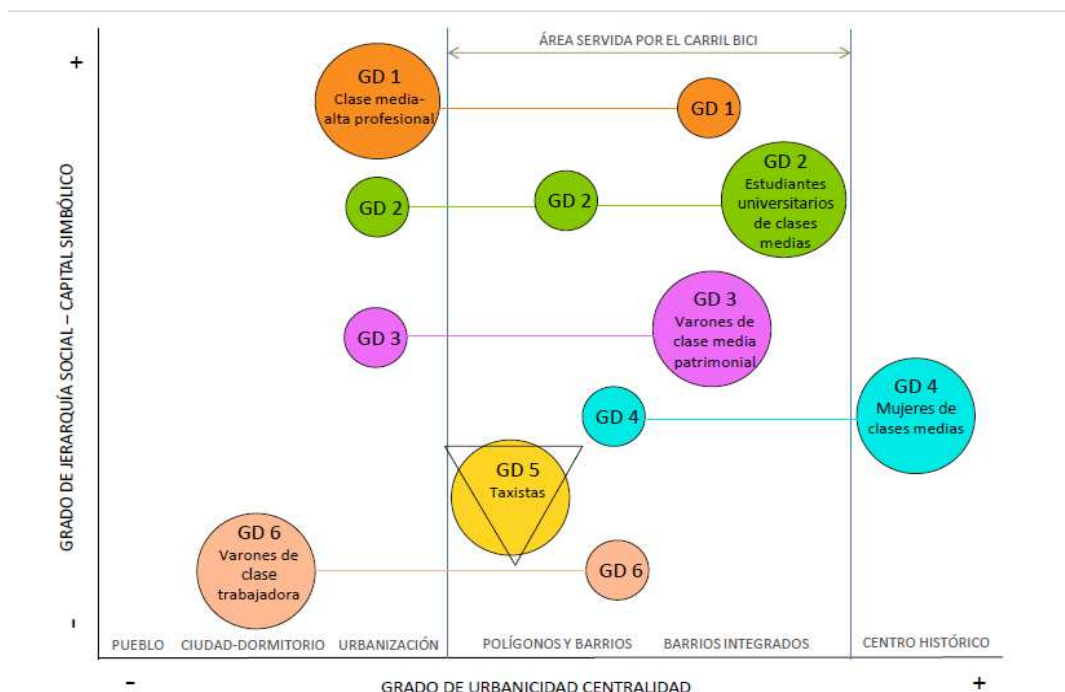 ÁREA SERVIDA POR EL CARRIL BICI
+
GRADO DE JERARQUÍA SOCIAL – CAPITAL SIMBÓLICO
-
GD 1
Clase media-
alta profesional
GD 1
GD 2
GD 2
GD 2
Estudiantes
universitarios
de clases
medias
GD 3
GD 3
Varones de
clase media
patrimonial
GD 4
GD 4
Mujeres de
clases medias
GD 5
Taxistas
GD 6
Varones de
clase
trabajadora
GD 6
PUEBLO
CIUDAD-DORMITORIO
URBANIZACIÓN
POLÍGONOS Y BARRIOS
BARRIOS INTEGRADOS
CENTRO HISTÓRICO
-
GRADO DE URBANICIDAD CENTRALIDAD
+